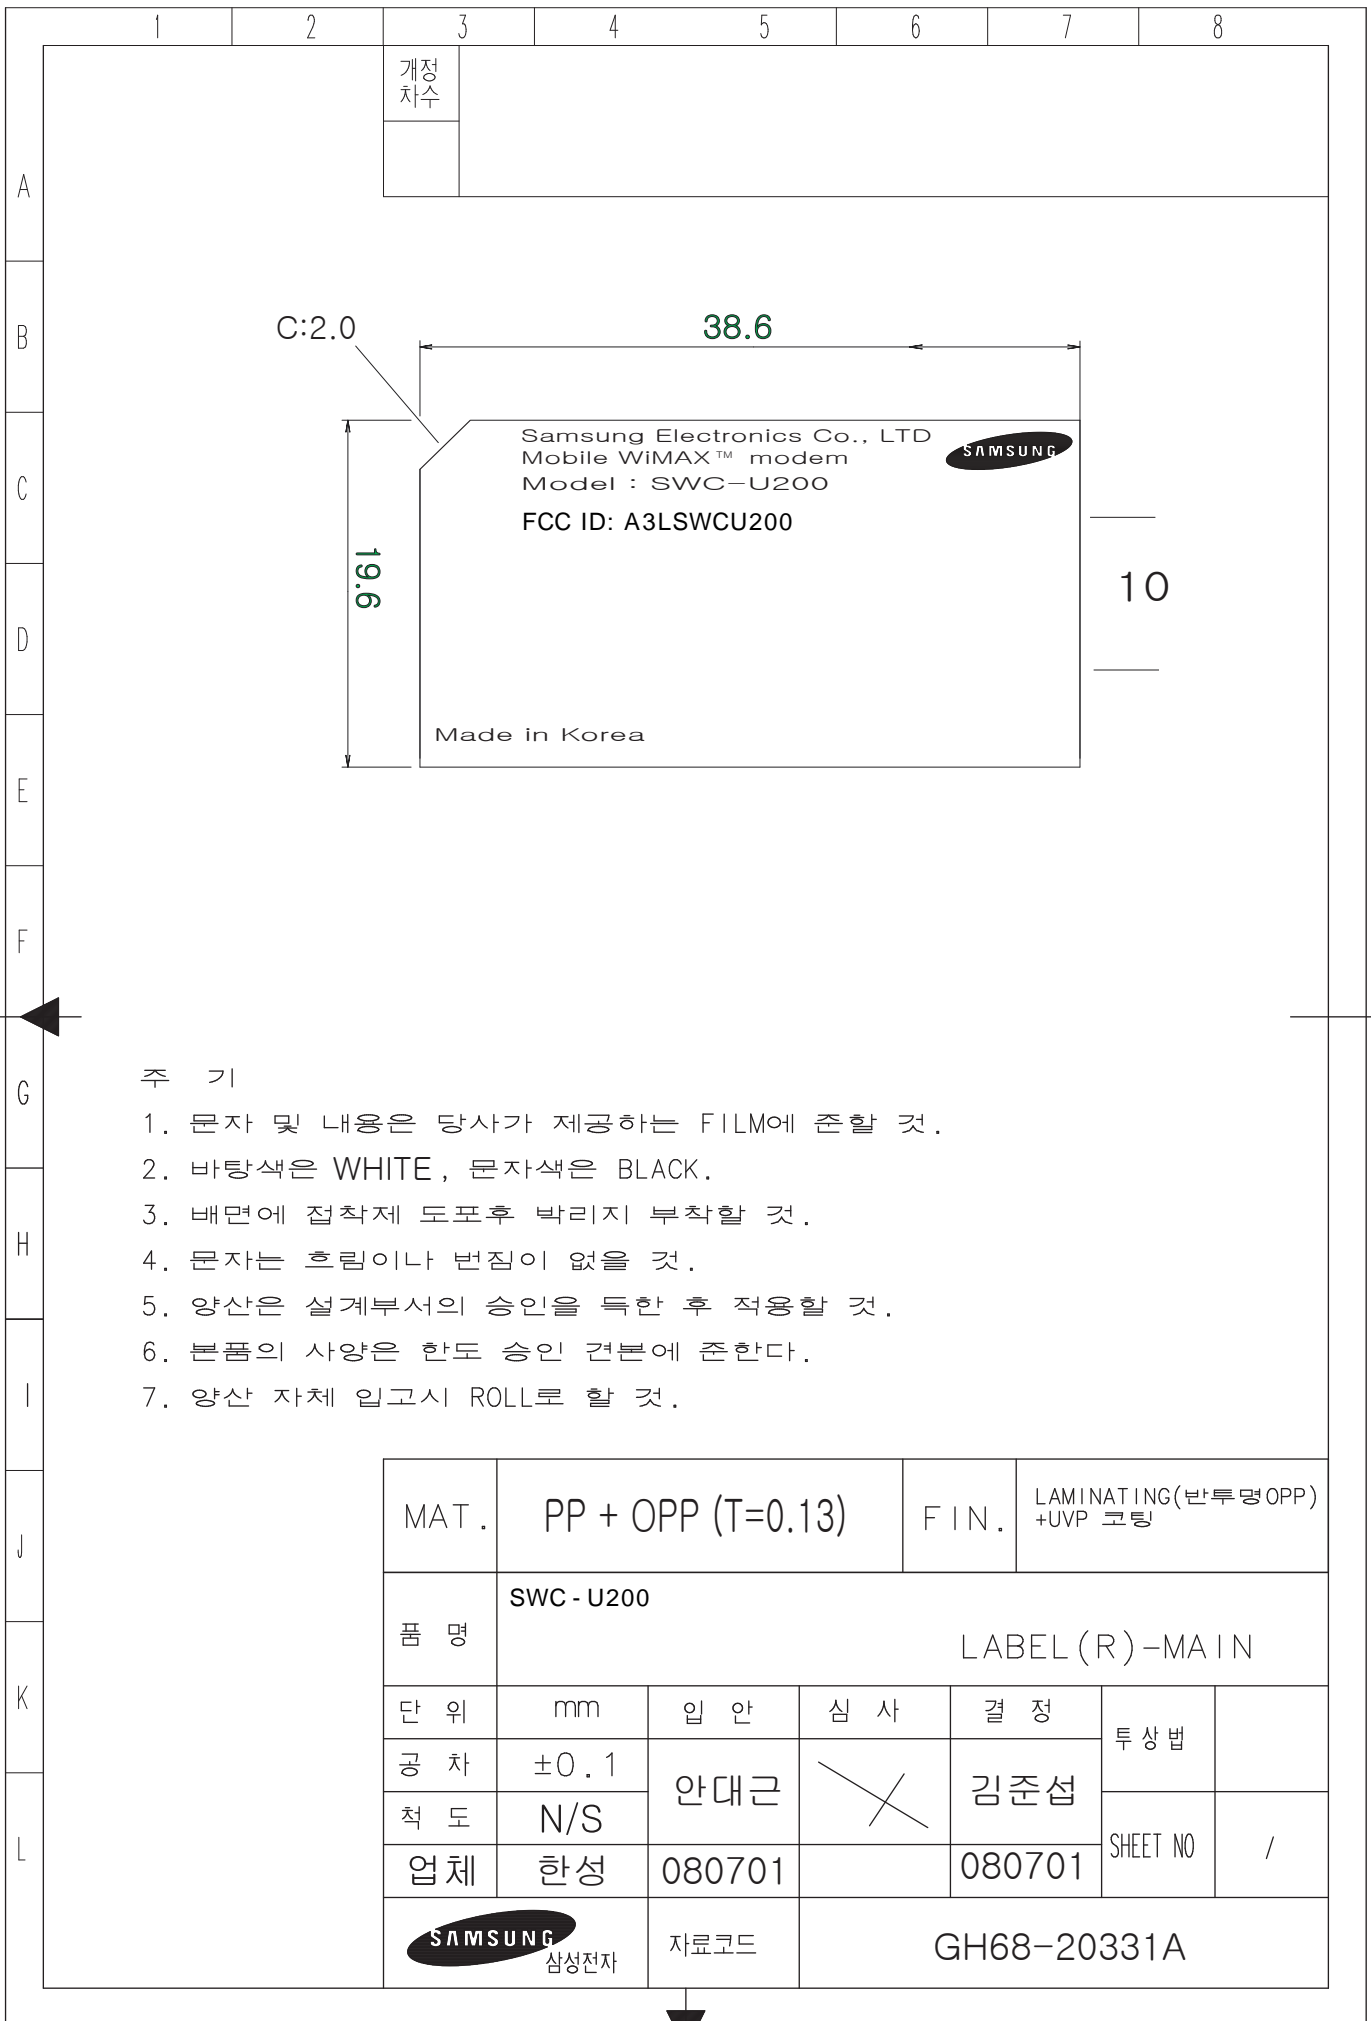 1 2 3 4 5 6 7 8
개정
차수
A
B
C
D
E
F
G
H
I
J
K
L
C:2.0
38.6
19.6
10
Samsung Electronics Co., LTD
SAMSUNG
Mobile WiMAX™ modem
Model : SWC-U200
FCC ID: A3LSWCU200
Made in Korea
주 기
1. 문자 및 내용은 당사가 제공하는 FILM에 준할 것.
2. 바탕색은 WHITE, 문자색은 BLACK.
3. 배면에 접착제 도포후 박리지 부착할 것.
4. 문자는 흐림이나 번짐이 없을 것.
5. 양산은 설계부서의 승인을 득한 후 적용할 것.
6. 본품의 사양은 한도 승인 견본에 준한다.
7. 양산 자체 입고시 ROLL로 할 것.
MAT. PP + OPP (T=0.13) FIN. LAMINATING(반투명OPP)
+UVP 코팅
품 명 SWC - U200
LABEL(R)-MAIN
단 위 mm 입 안 심 사 결 정 투상법
공 차 ±0.1 안대근 김준섭
척 도 N/S SHEET NO /
업체 한성 080701 080701
SAMSUNG 삼성전자 자료코드 GH68-20331A